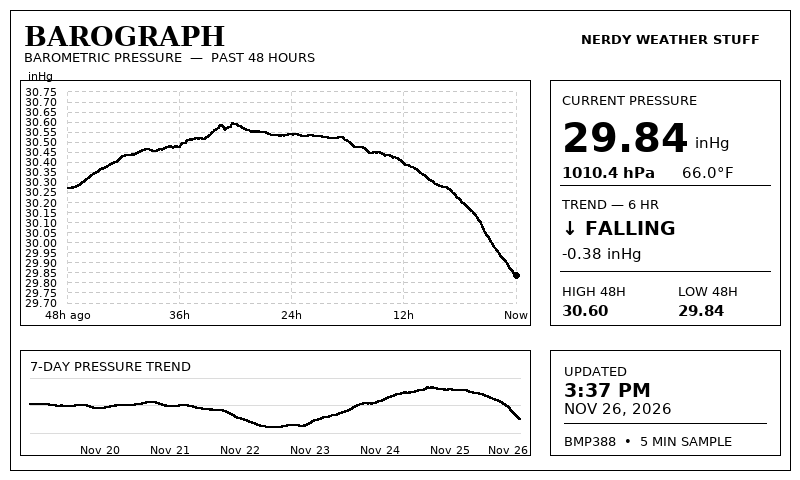 BAROGRAPH
BAROMETRIC PRESSURE — PAST 48 HOURS
NERDY WEATHER STUFF
inHg
30.75
30.70
30.65
30.60
30.55
30.50
30.45
30.40
30.35
30.30
30.25
30.20
30.15
30.10
30.05
30.00
29.95
29.90
29.85
29.80
29.75
29.70
48h ago 36h 24h 12h Now
CURRENT PRESSURE
29.84 inHg
1010.4 hPa 66.0°F
TREND — 6 HR
↓ FALLING
-0.38 inHg
HIGH 48H LOW 48H
30.60 29.84
7-DAY PRESSURE TREND
Nov 20 Nov 21 Nov 22 Nov 23 Nov 24 Nov 25 Nov 26
UPDATED
3:37 PM
NOV 26, 2026
BMP388 • 5 MIN SAMPLE